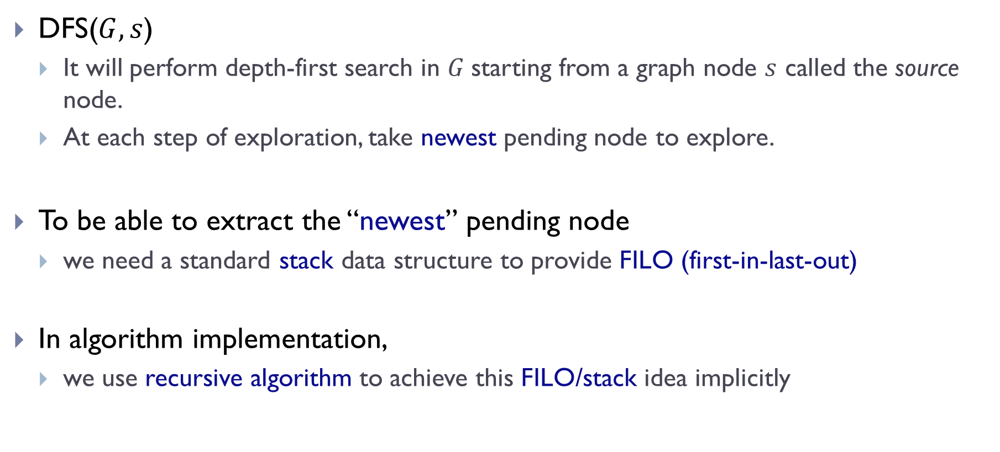 DFS(G, s)
It will perform depth-first search in G starting from a graph node s called the source
node.
At each step of exploration, take newest pending node to explore.
To be able to extract the “newest” pending node
we need a standard stack data structure to provide FILO (first-in-last-out)
In algorithm implementation,
we use recursive algorithm to achieve this FILO/stack idea implicitly